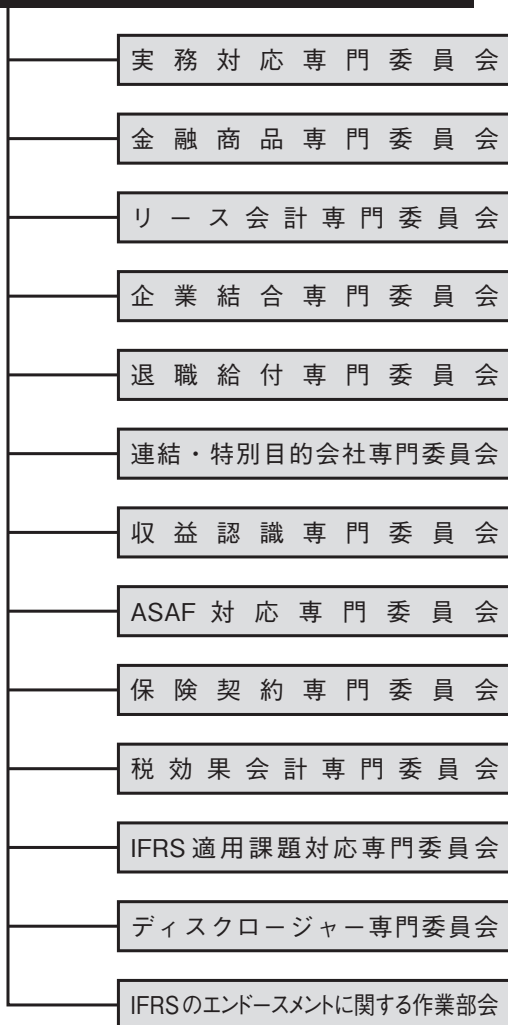 実務対応専門委員会
金融商品専門委員会
リース会計専門委員会
企業結合専門委員会
退職給付専門委員会
連結・特別目的会社専門委員会
収益認識専門委員会
ASAF対応専門委員会
保険契約専門委員会
税効果会計専門委員会
IFRS適用課題対応専門委員会
ディスクロージャー専門委員会
IFRSのエンドースメントに関する作業部会